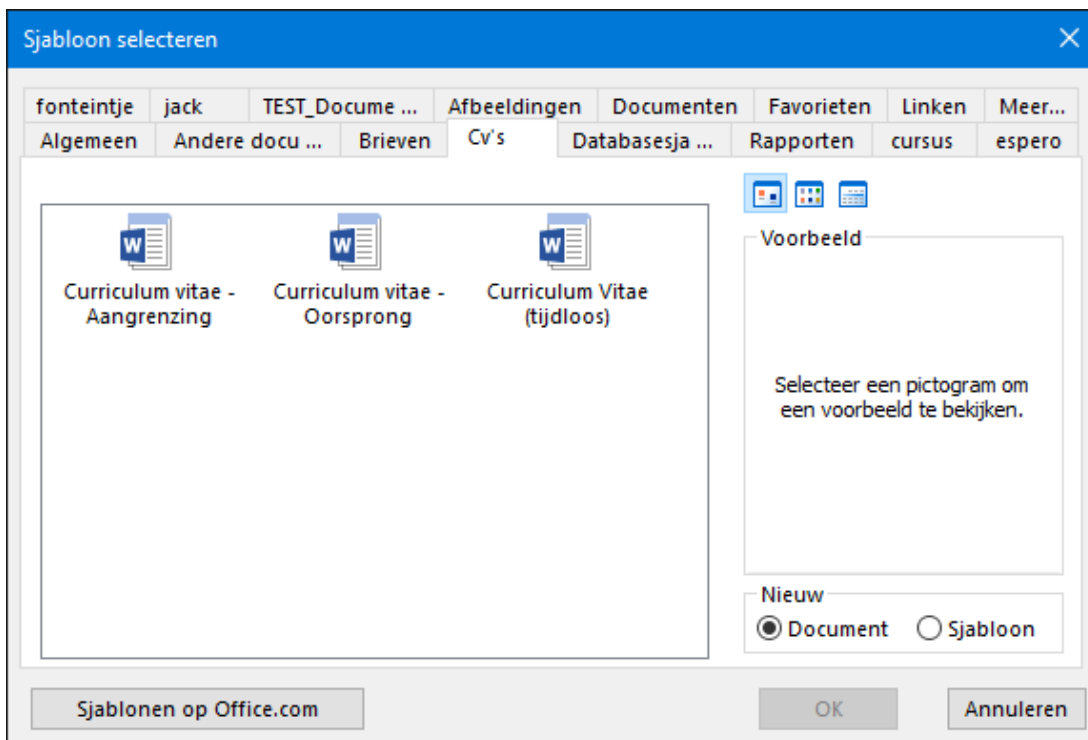 Sjabloon selecteren
fonteintje jack TEST_Docume ... Afbeeldingen Documenten Favorieten Linken Meer...
Algemeen Andere docu ... Brieven Cv's Databasesja ... Rapporten cursus espero
W W W
Curriculum vitae - Aangrenzing
Curriculum vitae - Oorsprong
Curriculum Vitae (tijdloos)
Voorbeeld
Selecteer een pictogram om
een voorbeeld te bekijken.
Nieuw
Document Sjabloon
Sjablonen op Office.com OK Annuleren